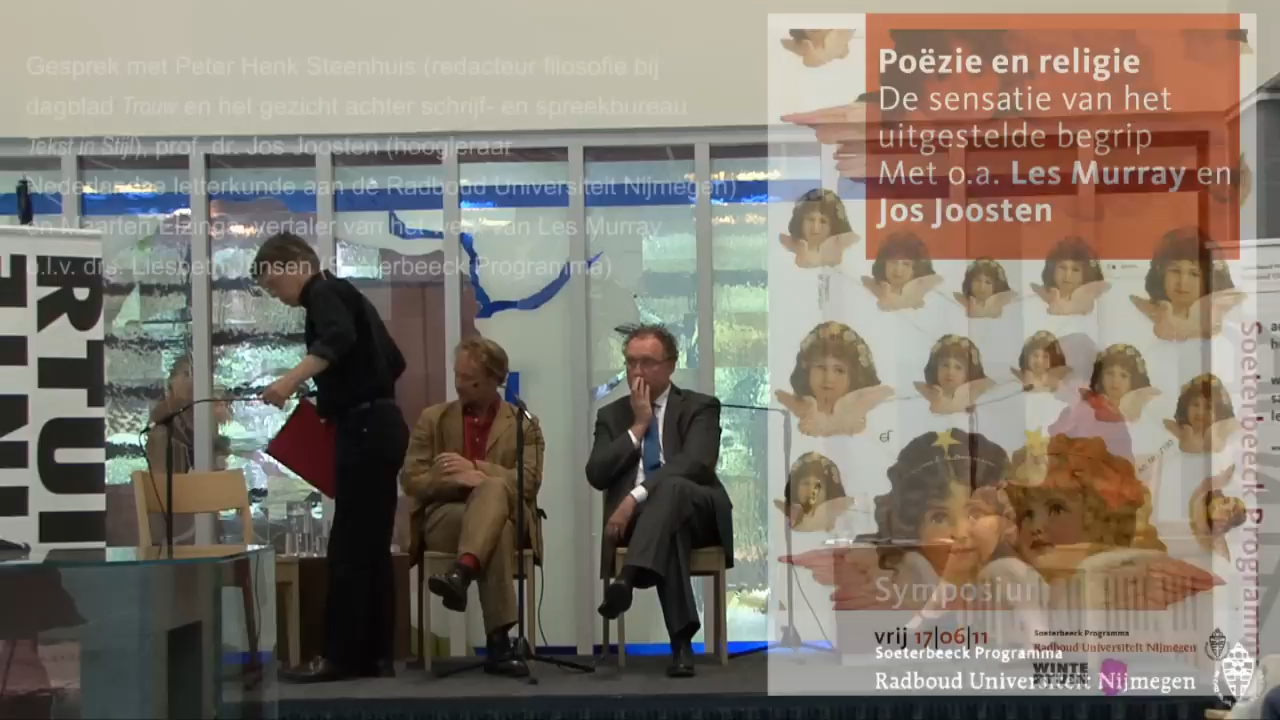 Gesprek met Peter Henk Steenhuis (redacteur filosofie bij
dagblad Trouw en het gezicht achter schrijf- en spreekbureau
Tekst in Stijl), prof. dr. Jos Joosten (hoogleraar
Nederlandse letterkunde aan de Radboud Universiteit Nijmegen)
en Maarten Elzinga, vertaler van het werk van Les Murray
o.l.v. drs. Liesbeth Jansen (Soeterbeeck Programma)
RTUI
Poëzie en religie
De sensatie van het
uitgestelde begrip
Met o.a. Les Murray en
Jos Joosten
Soeterbeeck Programma
Symposium
vrij 17|06|11
Soeterbeeck Programma
Radboud Universiteit Nijmegen
WINTE
RTUIN
Soeterbeeck Programma
Radboud Universiteit Nijmegen